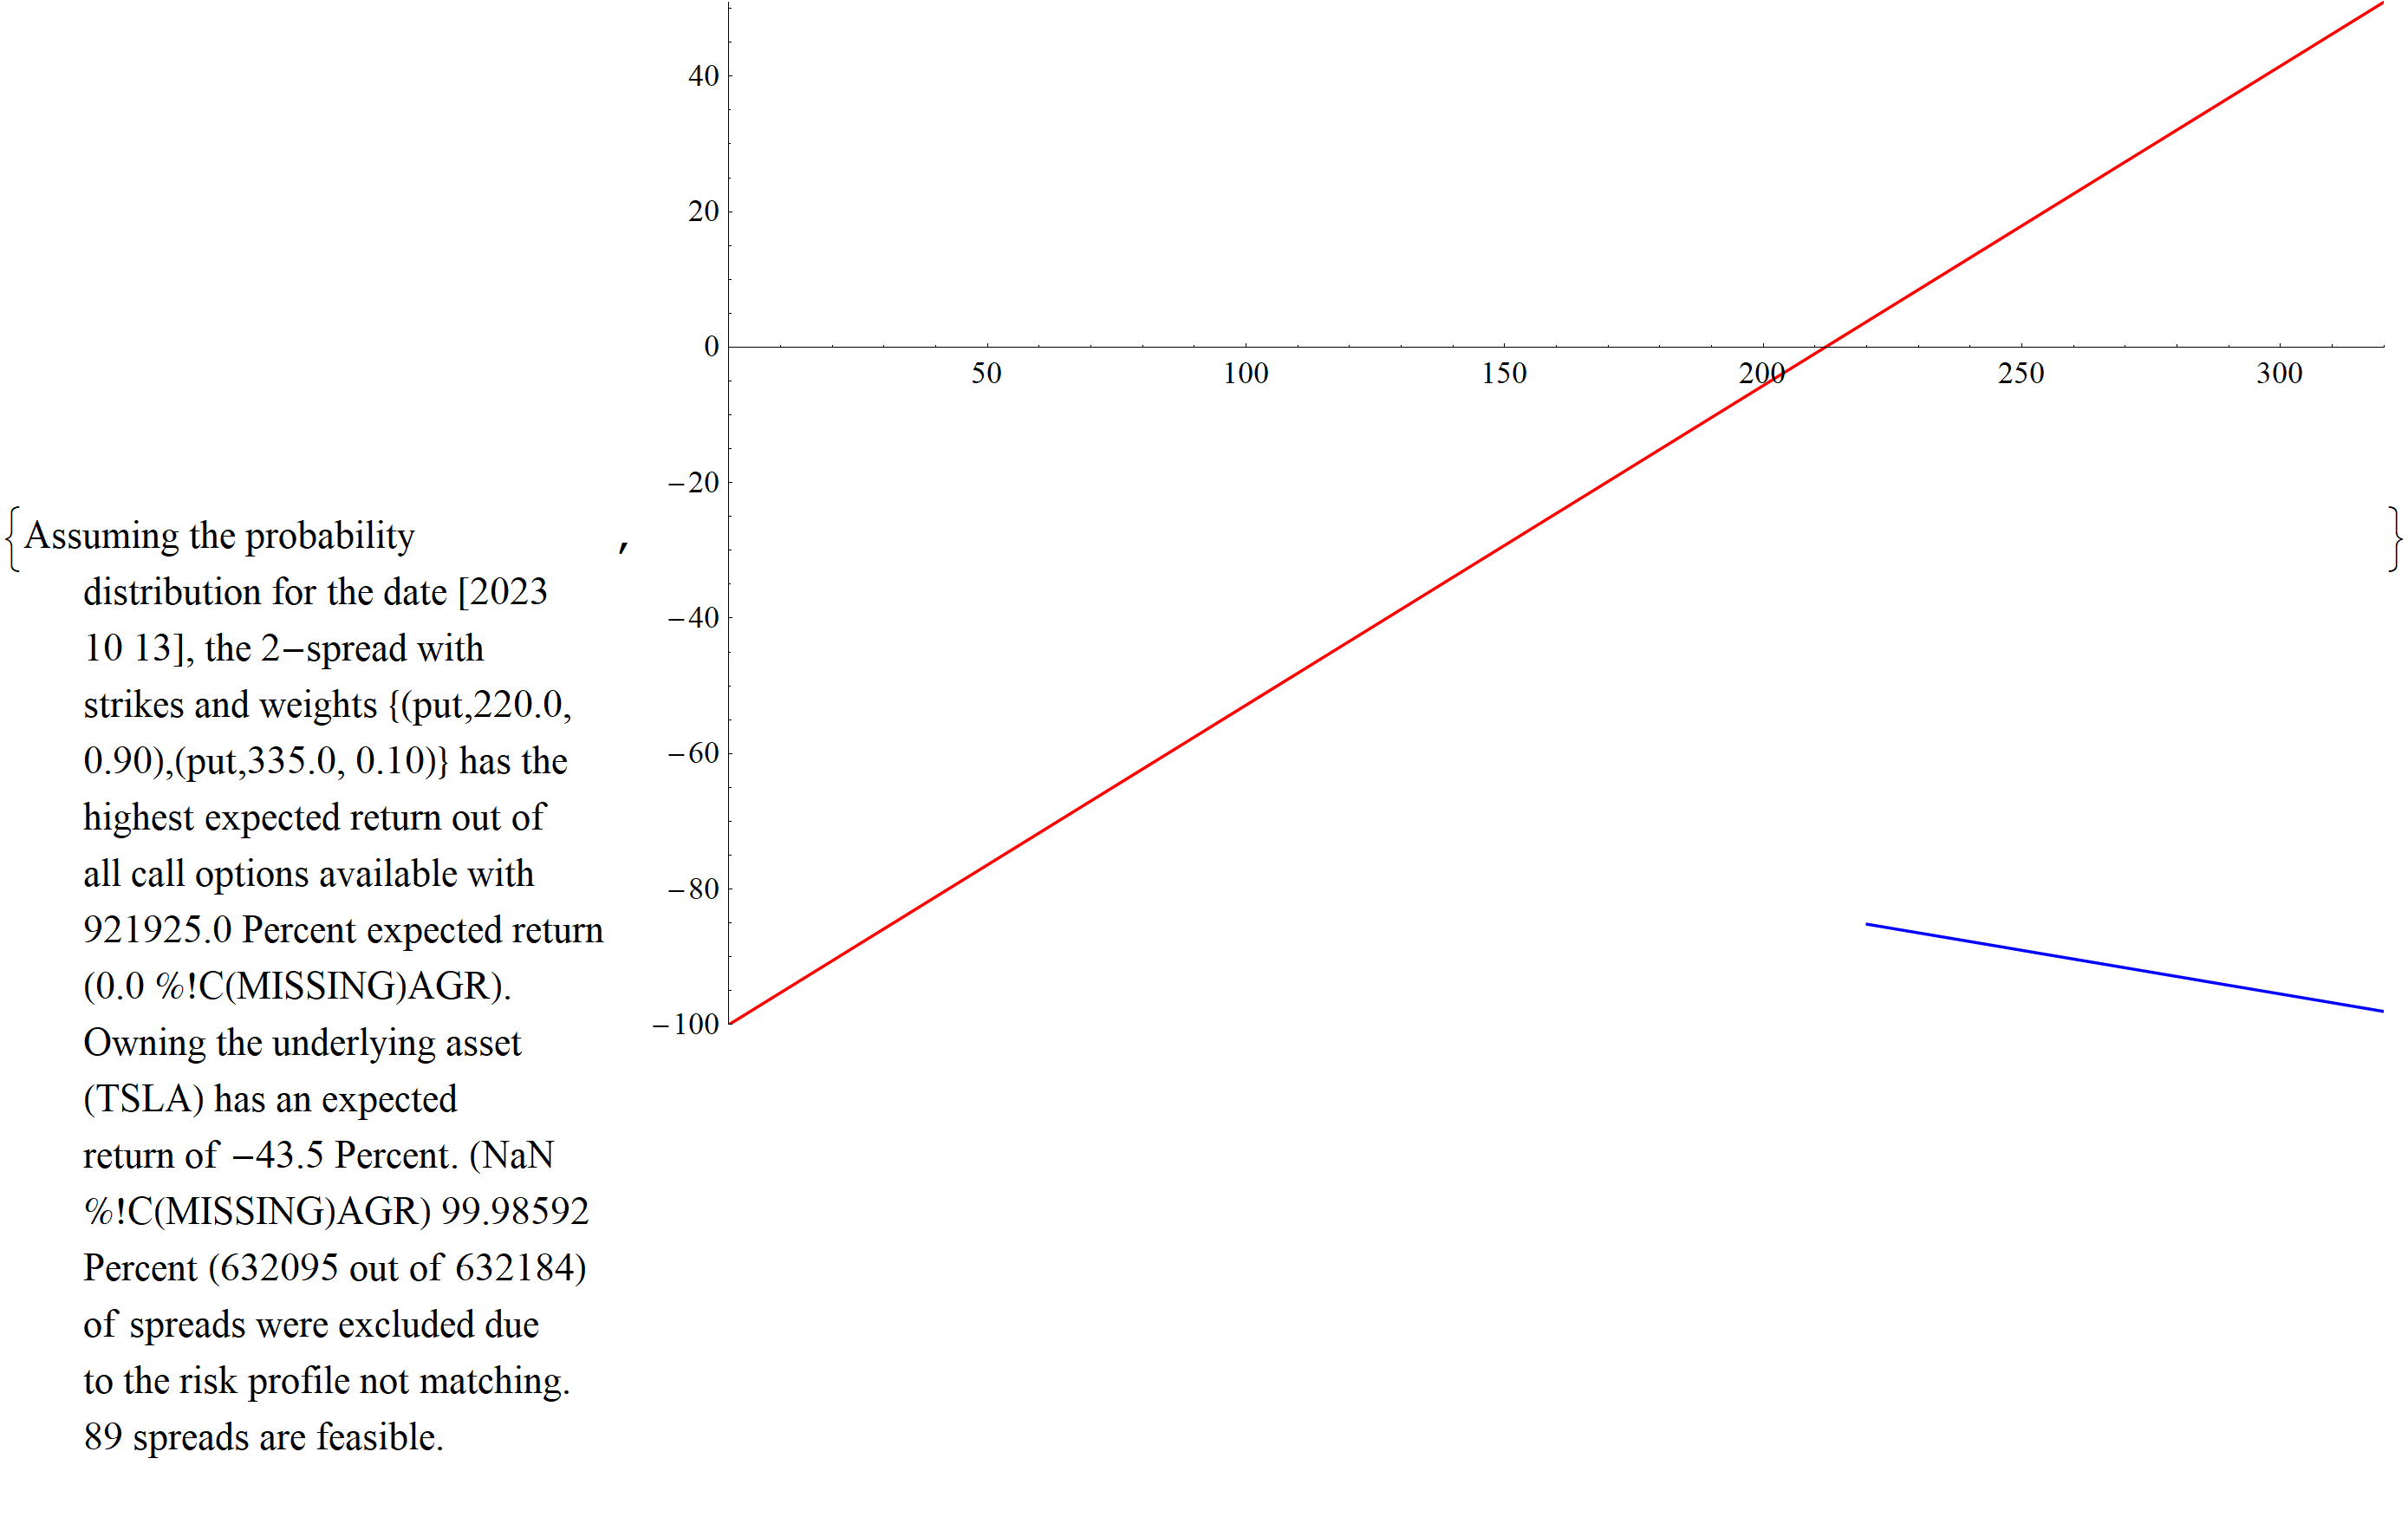 {Assuming the probability ,
distribution for the date [2023
10 13], the 2−spread with
strikes and weights {(put,220.0,
0.90),(put,335.0, 0.10)} has the
highest expected return out of
all call options available with
921925.0 Percent expected return
(0.0 %!C(MISSING)AGR).
Owning the underlying asset
(TSLA) has an expected
return of −43.5 Percent. (NaN
%!C(MISSING)AGR) 99.98592
Percent (632095 out of 632184)
of spreads were excluded due
to the risk profile not matching.
89 spreads are feasible.
40
20
0
50 100 150 200 250 300
−20
−40
−60
−80
−100
}